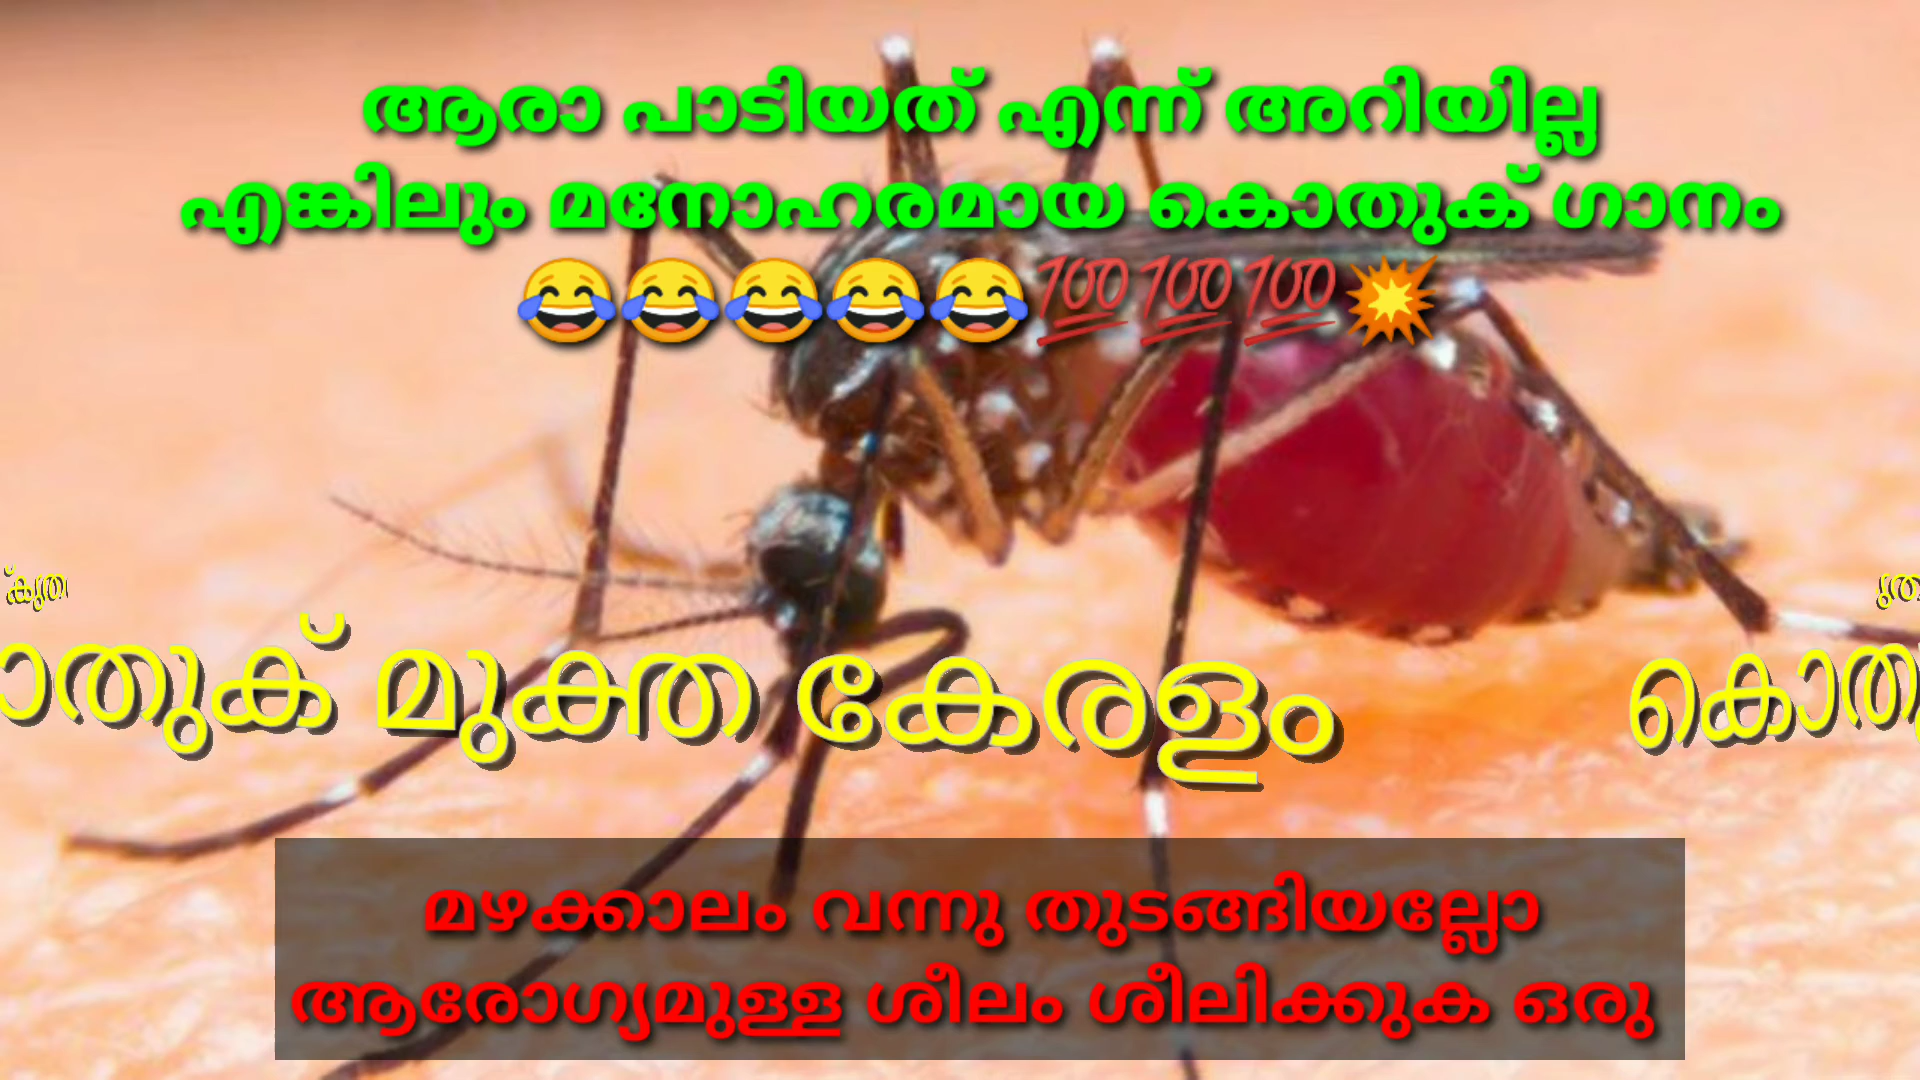 ആരാ പാടിയത് എന്ന് അറിയില്ല
എങ്കിലും മനോഹരമായ കൊതുക് ഗാനം
😂😂😂😂😂💯💯💯💥
ാതുക് മുക്ത കേരളം കൊതു
മഴക്കാലം വന്നു തുടങ്ങിയല്ലോ
ആരോഗ്യമുള്ള ശീലം ശീലിക്കുക ഒരു